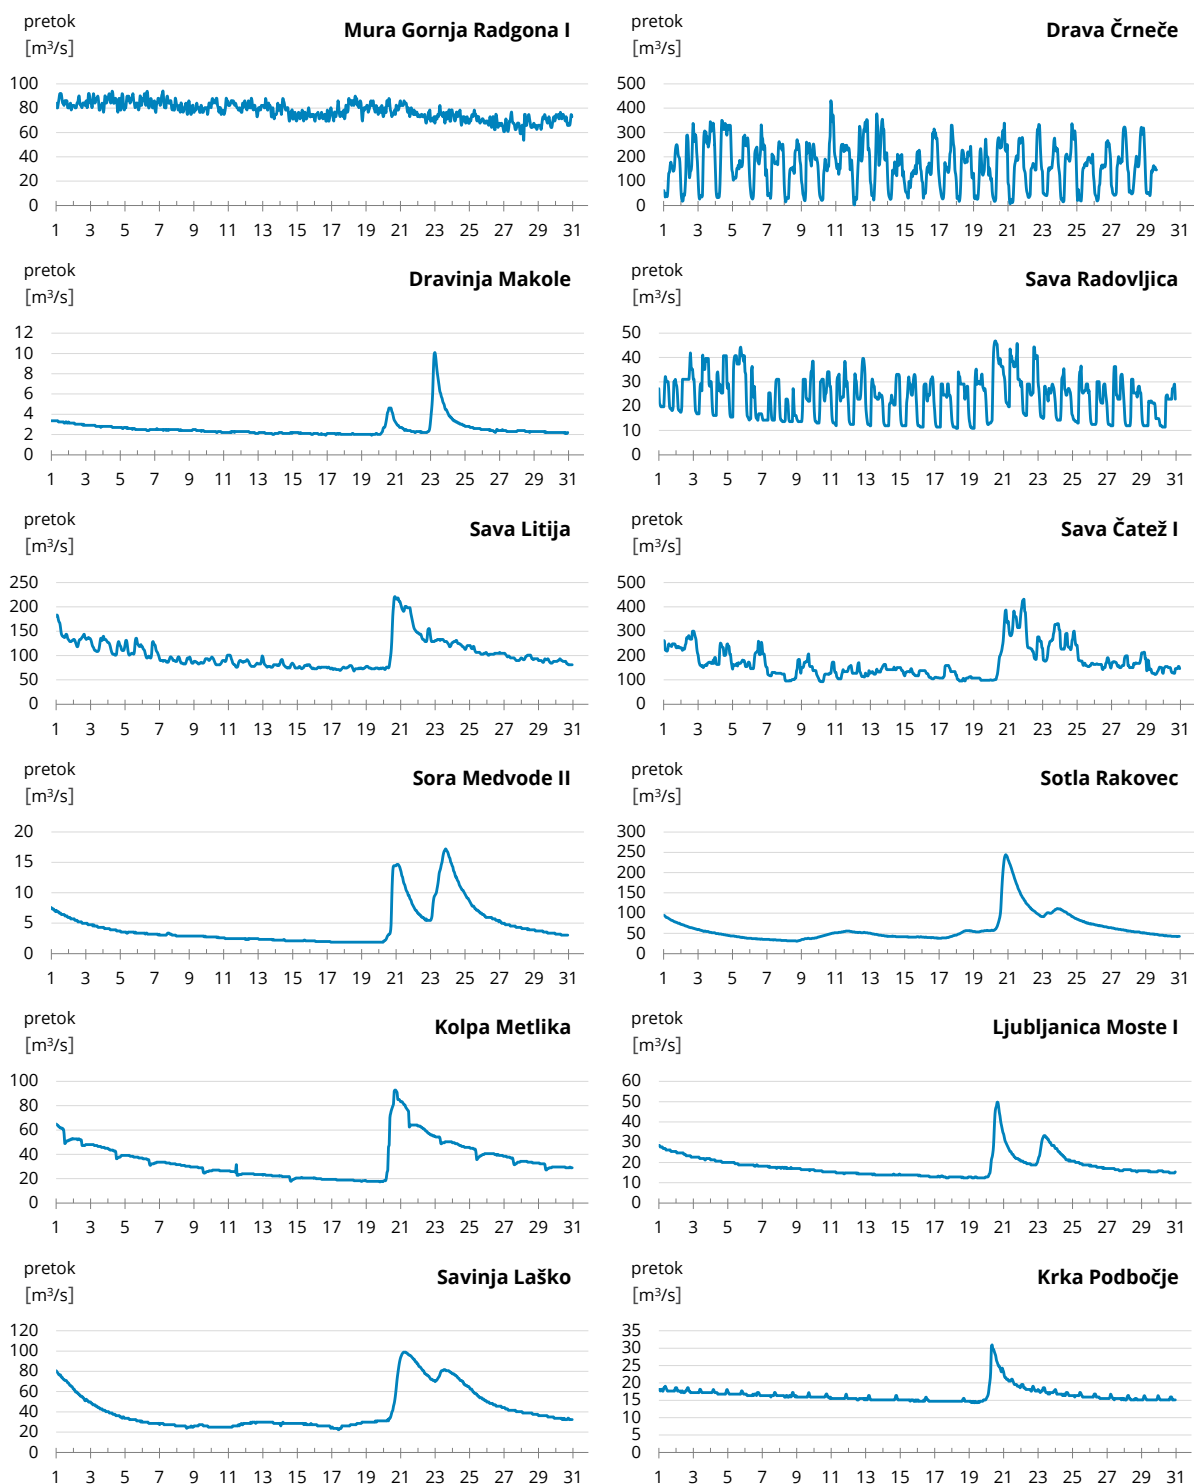 pretok
[m³/s]
Mura Gornja Radgona I
100
80
60
40
20
0
1 3 5 7 9 11 13 15 17 19 21 23 25 27 29 31
pretok
[m³/s]
Drava Črneče
500
400
300
200
100
0
1 3 5 7 9 11 13 15 17 19 21 23 25 27 29 31
pretok
[m³/s]
Dravinja Makole
12
10
8
6
4
2
0
1 3 5 7 9 11 13 15 17 19 21 23 25 27 29 31
pretok
[m³/s]
Sava Radovljica
50
40
30
20
10
0
1 3 5 7 9 11 13 15 17 19 21 23 25 27 29 31
pretok
[m³/s]
Sava Litija
250
200
150
100
50
0
1 3 5 7 9 11 13 15 17 19 21 23 25 27 29 31
pretok
[m³/s]
Sava Čatež I
500
400
300
200
100
0
1 3 5 7 9 11 13 15 17 19 21 23 25 27 29 31
pretok
[m³/s]
Sora Medvode II
20
15
10
5
0
1 3 5 7 9 11 13 15 17 19 21 23 25 27 29 31
pretok
[m³/s]
Sotla Rakovec
300
250
200
150
100
50
0
1 3 5 7 9 11 13 15 17 19 21 23 25 27 29 31
pretok
[m³/s]
Kolpa Metlika
100
80
60
40
20
0
1 3 5 7 9 11 13 15 17 19 21 23 25 27 29 31
pretok
[m³/s]
Ljubljanica Moste I
60
50
40
30
20
10
0
1 3 5 7 9 11 13 15 17 19 21 23 25 27 29 31
pretok
[m³/s]
Savinja Laško
120
100
80
60
40
20
0
1 3 5 7 9 11 13 15 17 19 21 23 25 27 29 31
pretok
[m³/s]
Krka Podbočje
35
30
25
20
15
10
5
0
1 3 5 7 9 11 13 15 17 19 21 23 25 27 29 31